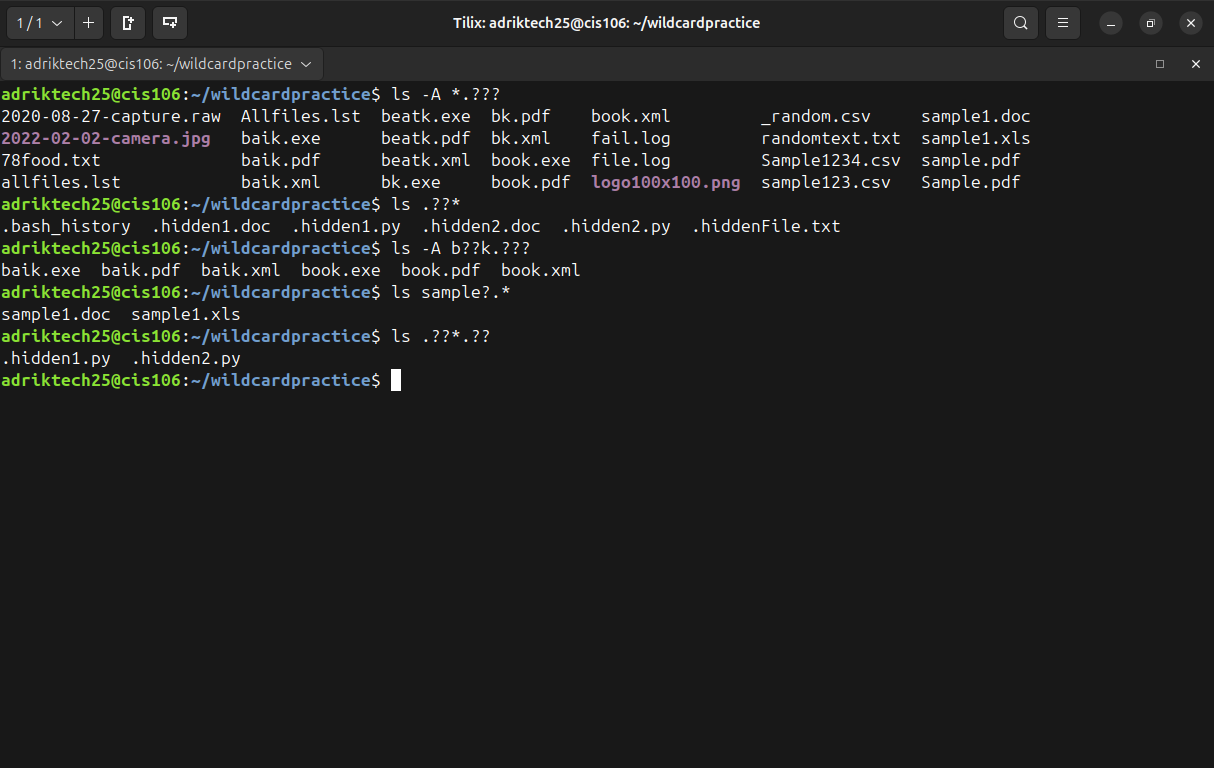 1 / 1
Tilix: adriktech25@cis106: ~/wildcardpractice
1: adriktech25@cis106: ~/wildcardpractice
adriktech25@cis106:~/wildcardpractice$ ls -A *.???
2020-08-27-capture.raw  Allfiles.lst  beatk.exe  bk.pdf    book.xml         _random.csv     sample1.doc
2022-02-02-camera.jpg   baik.exe      beatk.pdf  bk.xml    fail.log         randomtext.txt  sample1.xls
78food.txt              baik.pdf      beatk.xml  book.exe  file.log         Sample1234.csv  sample.pdf
allfiles.lst            baik.xml      bk.exe     book.pdf  logo100x100.png  sample123.csv   Sample.pdf
adriktech25@cis106:~/wildcardpractice$ ls .??*
.bash_history  .hidden1.doc  .hidden1.py  .hidden2.doc  .hidden2.py  .hiddenFile.txt
adriktech25@cis106:~/wildcardpractice$ ls -A b??k.???
baik.exe  baik.pdf  baik.xml  book.exe  book.pdf  book.xml
adriktech25@cis106:~/wildcardpractice$ ls sample?.*
sample1.doc  sample1.xls
adriktech25@cis106:~/wildcardpractice$ ls .??*.??
.hidden1.py  .hidden2.py
adriktech25@cis106:~/wildcardpractice$